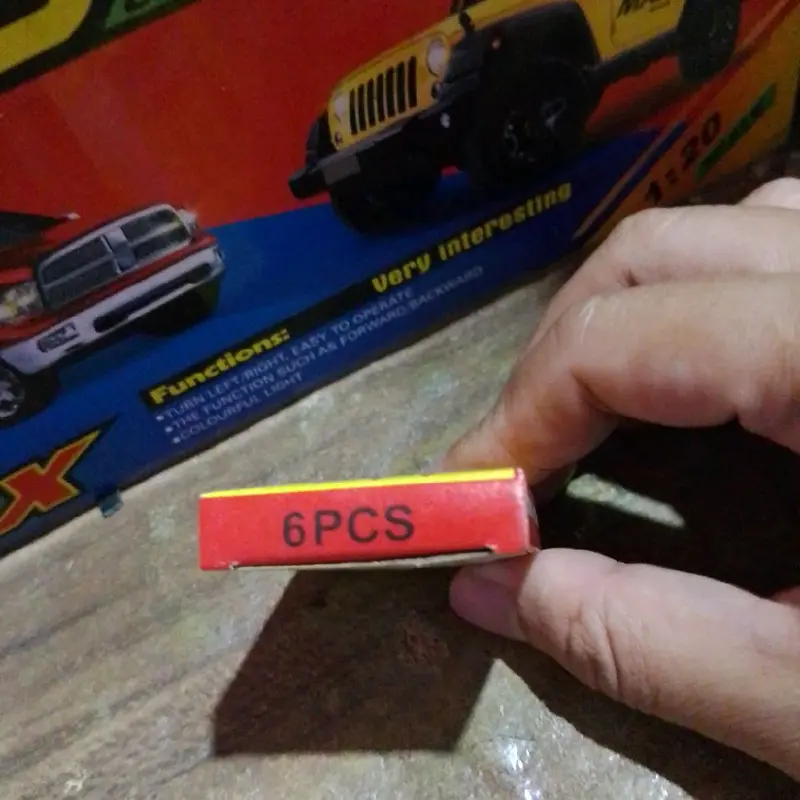 1:20
Very interesting
Functions:
•TURN LEFT/RIGHT, EASY TO OPERATE
•THE FUNCTION SUCH AS FORWARD/BACKWARD
•COLOURFUL LIGHT
X
6PCS